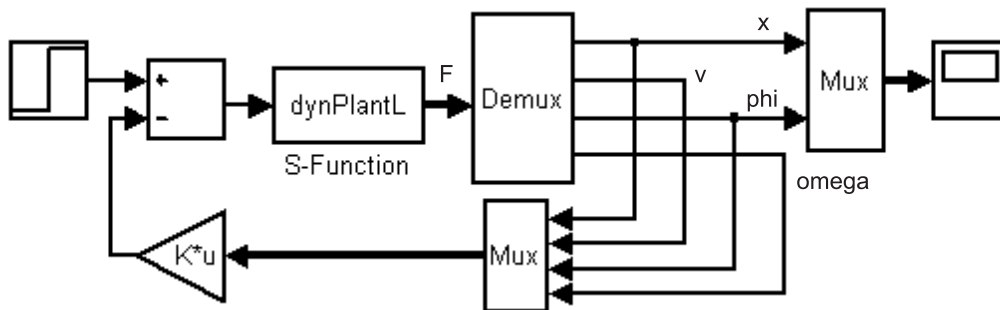 x
F
v
+
−
dynPlantL
Demux
phi
Mux
S-Function
omega
K*u
Mux